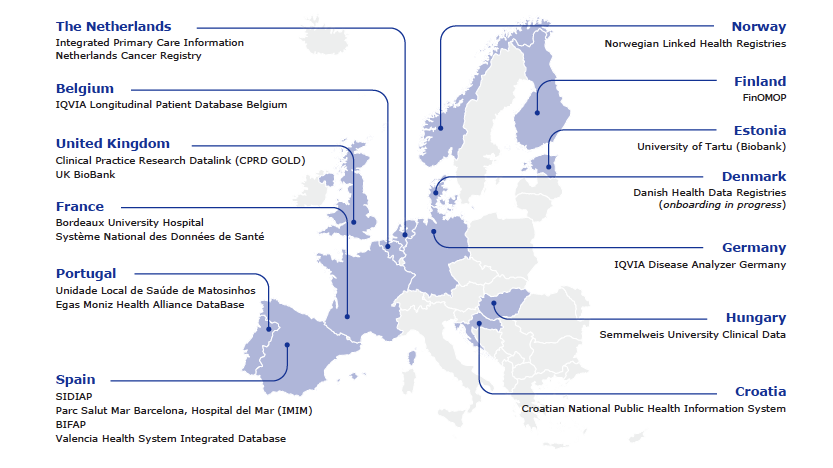 The Netherlands
Integrated Primary Care Information
Netherlands Cancer Registry
Belgium
IQVIA Longitudinal Patient Database Belgium
United Kingdom
Clinical Practice Research Datalink (CPRD GOLD)
UK BioBank
France
Bordeaux University Hospital
Système National des Données de Santé
Portugal
Unidade Local de Saúde de Matosinhos
Egas Moniz Health Alliance DataBase
Spain
SIDIAP
Parc Salut Mar Barcelona, Hospital del Mar (IMIM)
BIFAP
Valencia Health System Integrated Database
Norway
Norwegian Linked Health Registries
Finland
FinOMOP
Estonia
University of Tartu (Biobank)
Denmark
Danish Health Data Registries
(onboarding in progress)
Germany
IQVIA Disease Analyzer Germany
Hungary
Semmelweis University Clinical Data
Croatia
Croatian National Public Health Information System